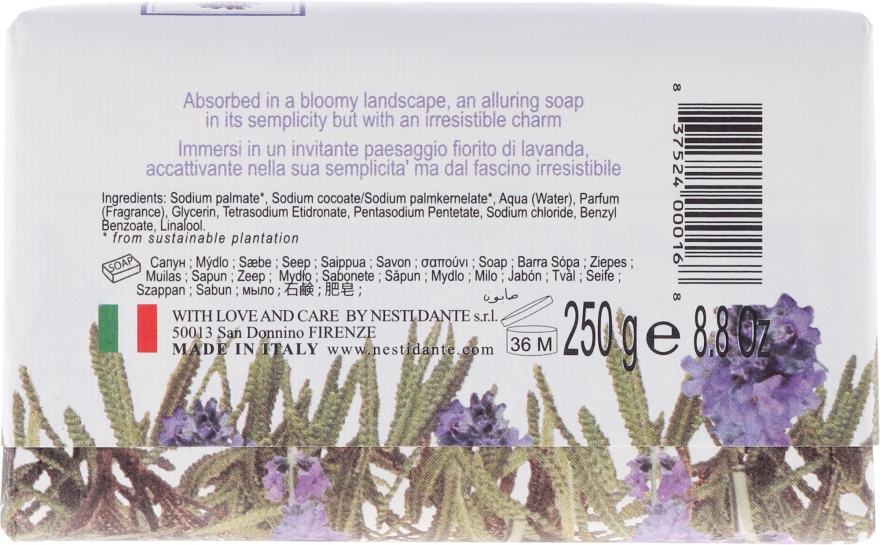 Absorbed in a bloomy landscape, an alluring soap
in its semplicity but with an irresistible charm
Immersi in un invitante paesaggio fiorito di lavanda,
accattivante nella sua semplicita' ma dal fascino irresistibile
Ingredients: Sodium palmate*, Sodium cocoate/Sodium palmkernelate*, Aqua (Water), Parfum
(Fragrance), Glycerin, Tetrasodium Etidronate, Pentasodium Pentetate, Sodium chloride, Benzyl
Benzoate, Linalool.
* from sustainable plantation
SOAP
Сапун ; Mýdlo ; Sæbe ; Seep ; Saippua ; Savon ; σαπούνι ; Soap ; Barra Sópa ; Ziepes ;
Muilas ; Sapun ; Zeep ; Mydło ; Sabonete ; Săpun ; Mydlo ; Milo ; Jabón ; Tvål ; Seife ;
Szappan ; Sabun ; мыло ; 石鹸 ; 肥皂 ;
صابون
WITH LOVE AND CARE BY NESTI DANTE s.r.l.
50013 San Donnino FIRENZE
MADE IN ITALY www.nestidante.com
36 M
250 g e 8.8 Oz
8 37524 00016 8